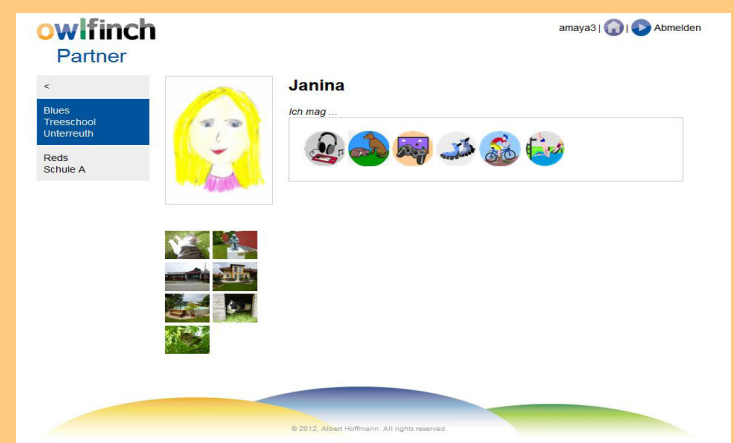 owlfinch
Partner
amaya3 | | Abmelden
<
Blues
Treeschool
Unterreuth
Reds
Schule A
Janina
Ich mag ...
© 2012, Albert Hoffmann. All rights reserved.